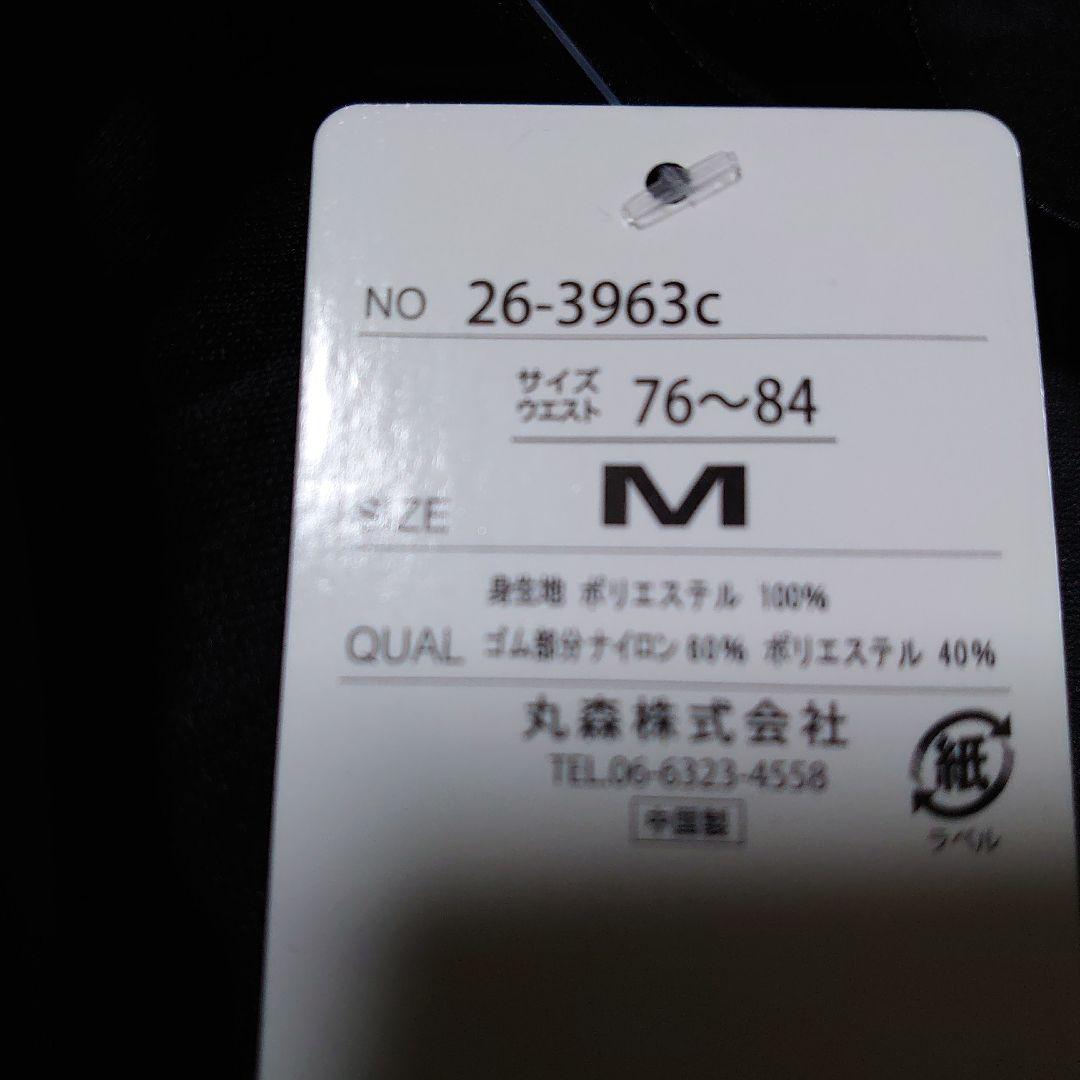 NO 26-3963c
サイズ
ウエスト 76～84
SIZE M
身生地 ポリエステル 100%
QUAL ゴム部分ナイロン 60% ポリエステル 40%
丸森株式会社
TEL.06-6323-4558
中国製
紙
ラベル